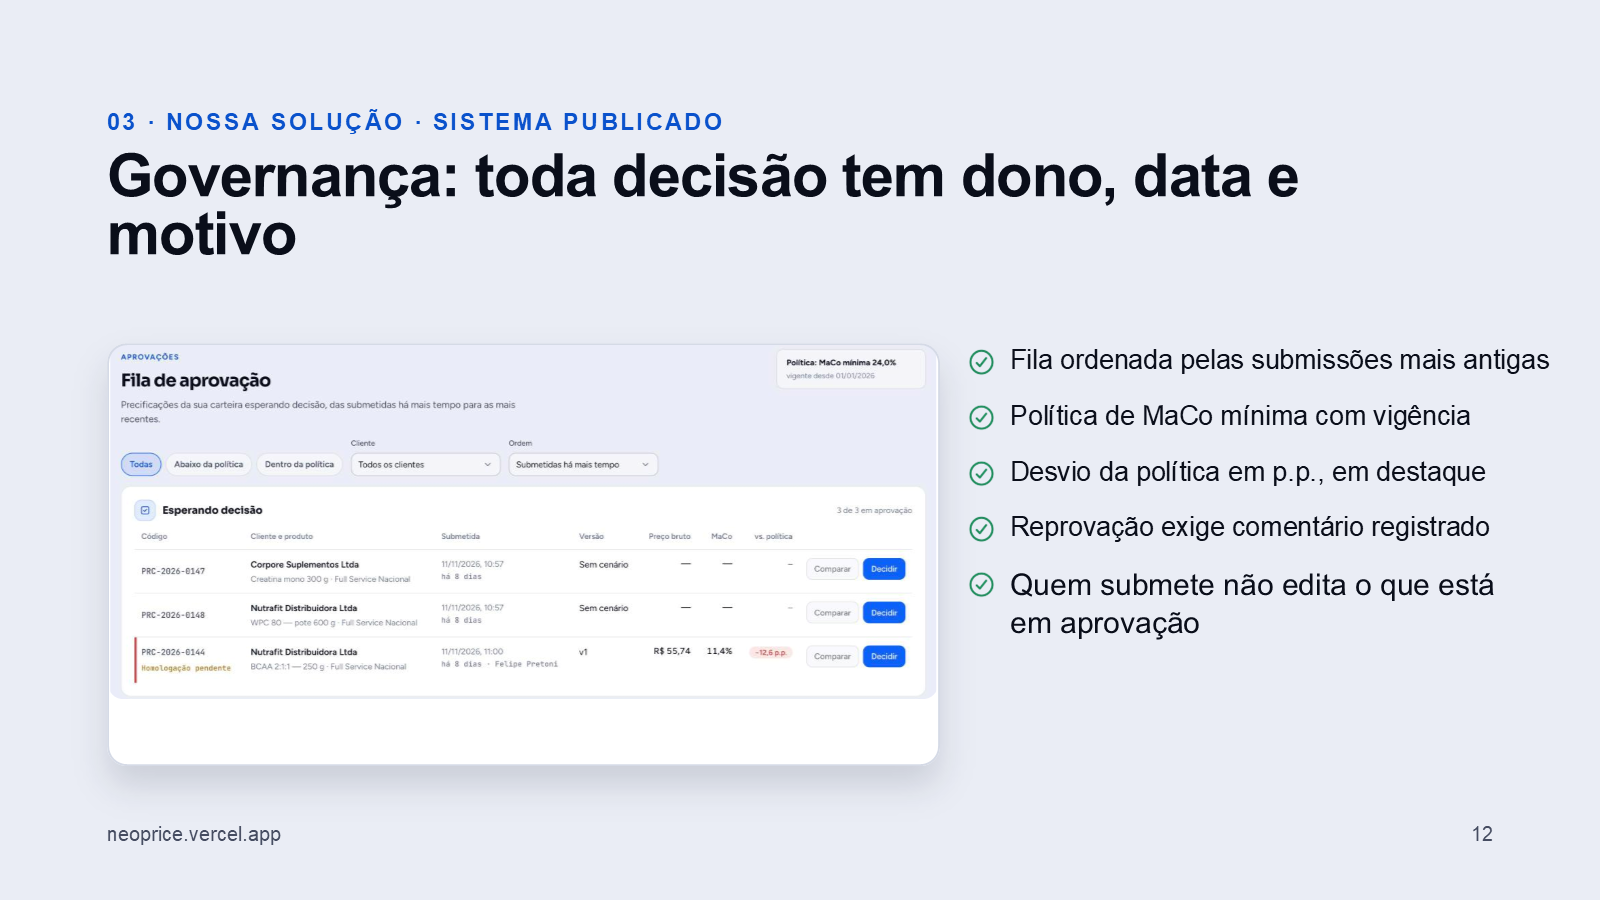 03 · NOSSA SOLUÇÃO · SISTEMA PUBLICADO
Governança: toda decisão tem dono, data e
motivo
APROVAÇÕES
Fila de aprovação
Precificações da sua carteira esperando decisão, das submetidas há mais tempo para as mais
recentes.
Política: MaCo mínima 24,0%
vigente desde 01/01/2026
Cliente
Ordem
Todas
Abaixo da política
Dentro da política
Todos os clientes
Submetidas há mais tempo
Esperando decisão
3 de 3 em aprovação
Código
Cliente e produto
Submetida
Versão
Preço bruto
MaCo
vs. política
PRC-2026-0147
Corpore Suplementos Ltda
Creatina mono 300 g · Full Service Nacional
11/11/2026, 10:57
há 8 dias
Sem cenário
—
—
–
Comparar
Decidir
PRC-2026-0148
Nutrafit Distribuidora Ltda
WPC 80 — pote 600 g · Full Service Nacional
11/11/2026, 10:57
há 8 dias
Sem cenário
—
—
–
Comparar
Decidir
PRC-2026-0144
Homologação pendente
Nutrafit Distribuidora Ltda
BCAA 2:1:1 — 250 g · Full Service Nacional
11/11/2026, 11:00
há 8 dias · Felipe Pretoni
v1
R$ 55,74
11,4%
-12,6 p.p.
Comparar
Decidir
Fila ordenada pelas submissões mais antigas
Política de MaCo mínima com vigência
Desvio da política em p.p., em destaque
Reprovação exige comentário registrado
Quem submete não edita o que está
em aprovação
neoprice.vercel.app
12